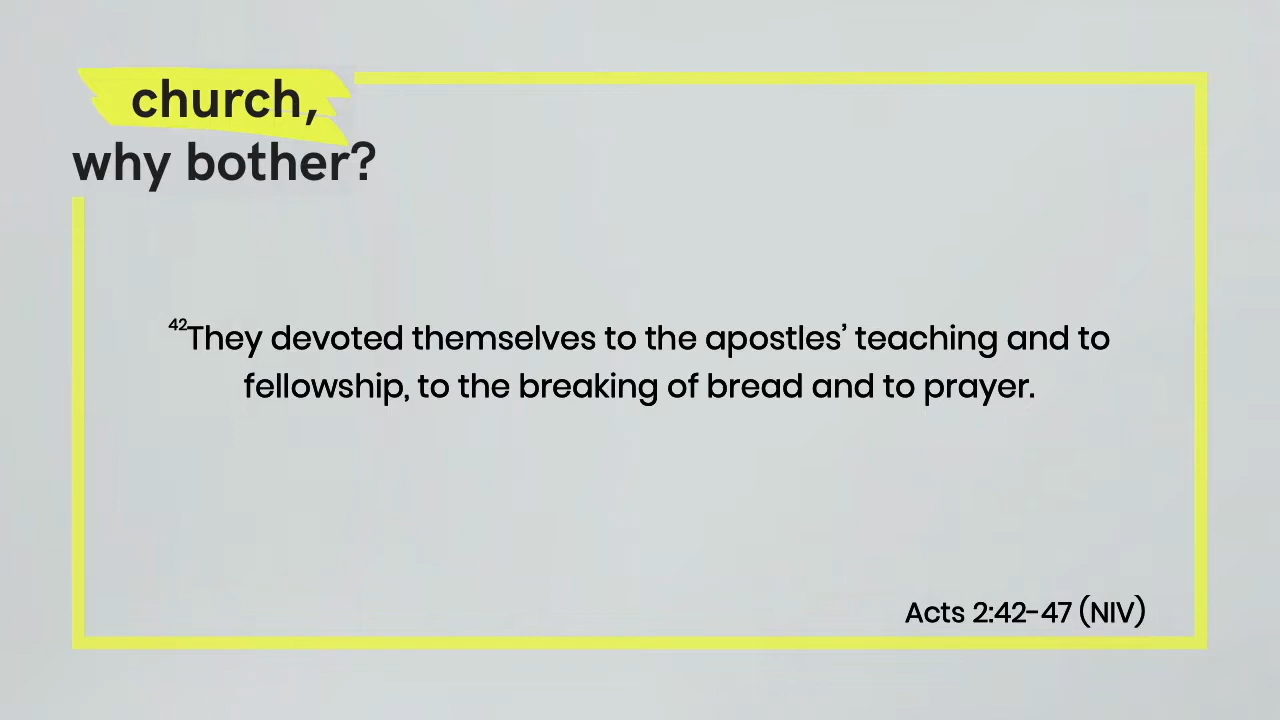 church,
why bother?
42They devoted themselves to the apostles’ teaching and to
fellowship, to the breaking of bread and to prayer.
Acts 2:42-47 (NIV)